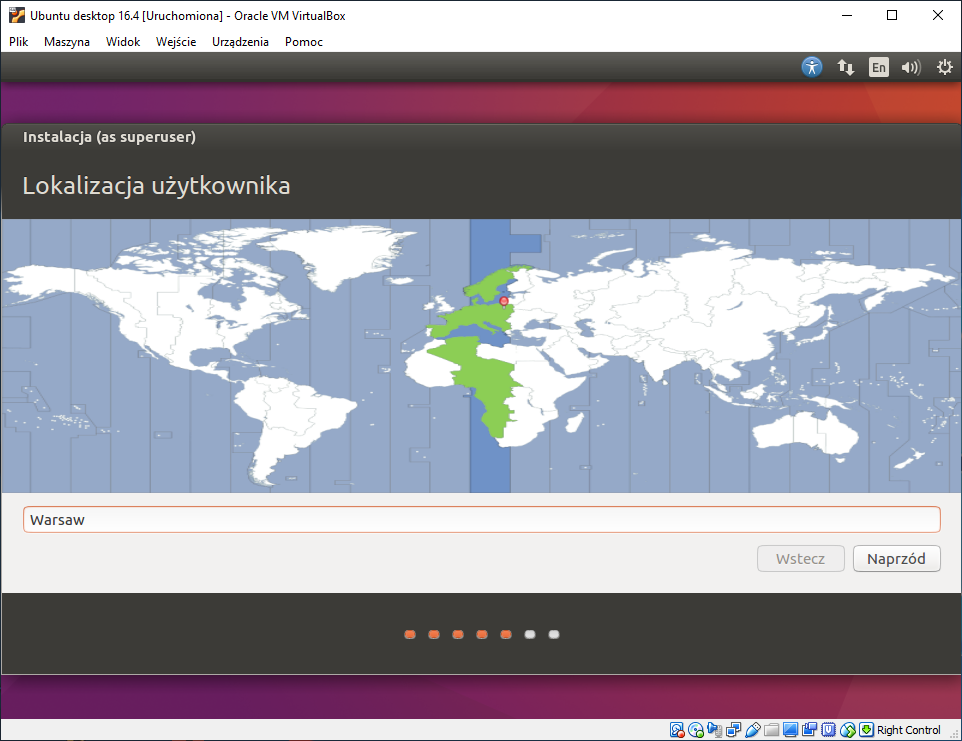 Ubuntu desktop 16.4 [Uruchomiona] - Oracle VM VirtualBox
Plik Maszyna Widok Wejście Urządzenia Pomoc
En
Instalacja (as superuser)
Lokalizacja użytkownika
Warsaw
Wstecz Naprzód
Right Control